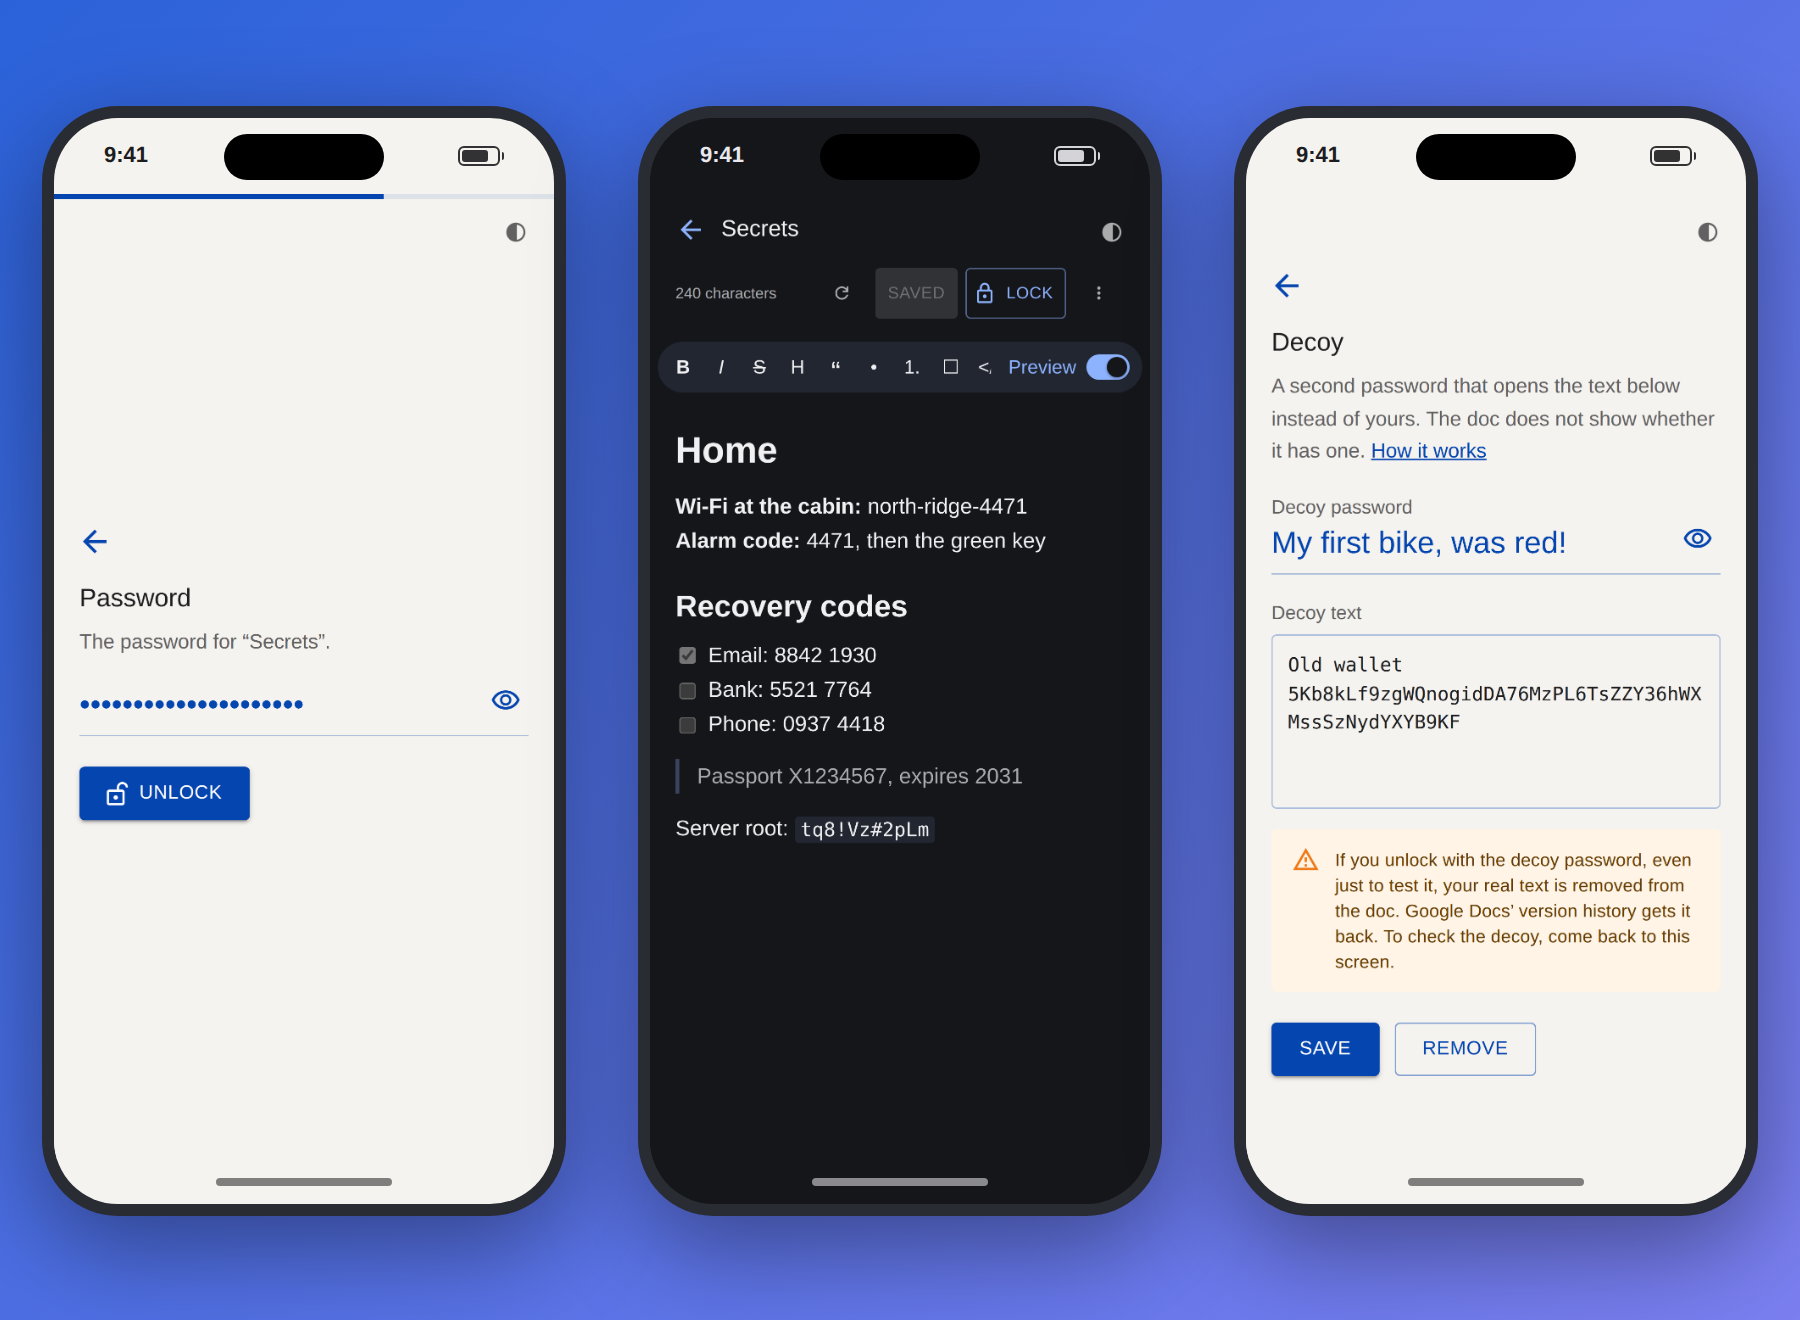 9:41
Password
The password for “Secrets”.
•••••••••••••••••••••
UNLOCK
9:41
Secrets
240 characters
SAVED
LOCK
B I S H “ • 1. ☐ <, Preview
Home
Wi-Fi at the cabin: north-ridge-4471
Alarm code: 4471, then the green key
Recovery codes
Email: 8842 1930
Bank: 5521 7764
Phone: 0937 4418
Passport X1234567, expires 2031
Server root: tq8!Vz#2pLm
9:41
Decoy
A second password that opens the text below
instead of yours. The doc does not show whether
it has one. How it works
Decoy password
My first bike, was red!
Decoy text
Old wallet
5Kb8kLf9zgWQnogidDA76MzPL6TsZZY36hWX
MssSzNydYXYB9KF
If you unlock with the decoy password, even
just to test it, your real text is removed from
the doc. Google Docs’ version history gets it
back. To check the decoy, come back to this
screen.
SAVE
REMOVE